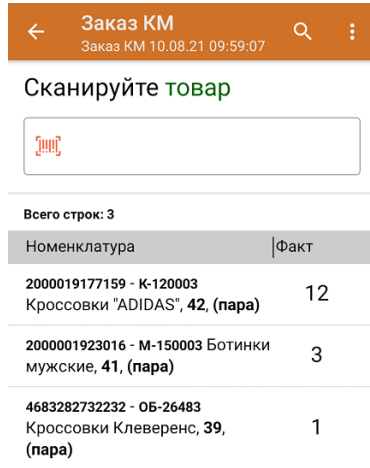 Заказ КМ
Заказ КМ 10.08.21 09:59:07
Сканируйте товар
Всего строк: 3
Номенклатура Факт
2000019177159 - К-120003
Кроссовки "ADIDAS", 42, (пара) 12
2000001923016 - М-150003 Ботинки
мужские, 41, (пара) 3
4683282732232 - ОБ-26483
Кроссовки Клеверенс, 39, 1
(пара)